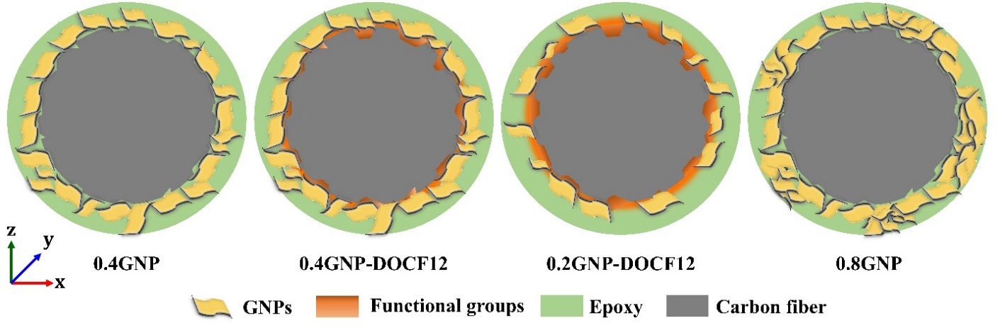 z
y
x
0.4GNP
0.4GNP-DOCF12
0.2GNP-DOCF12
0.8GNP
GNPs
Functional groups
Epoxy
Carbon fiber